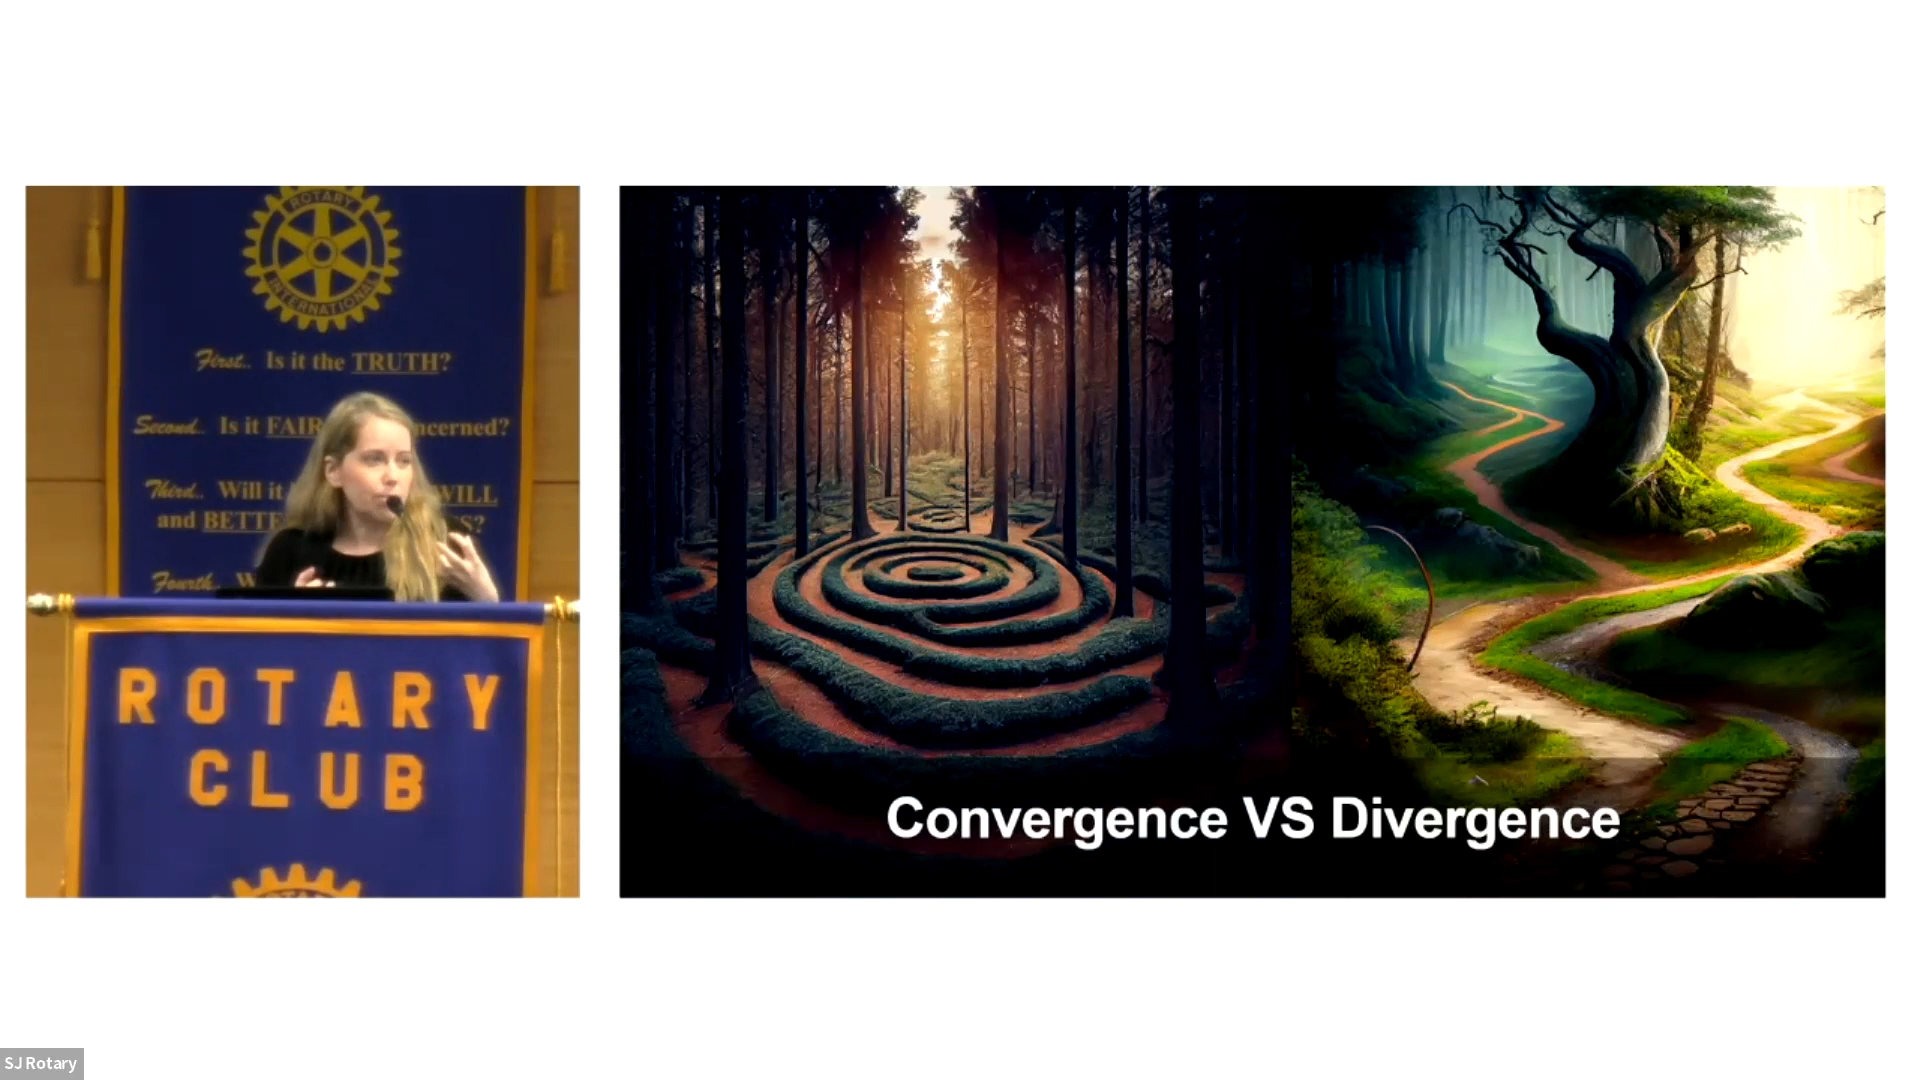 ROTARY
INTERNATIONAL
First.. Is it the TRUTH?
Second.. Is it FAIR ncerned?
Third.. Will it WILL
and BETTE S?
Fourth.. W
ROTARY
CLUB
ROTA
Convergence VS Divergence
SJ Rotary